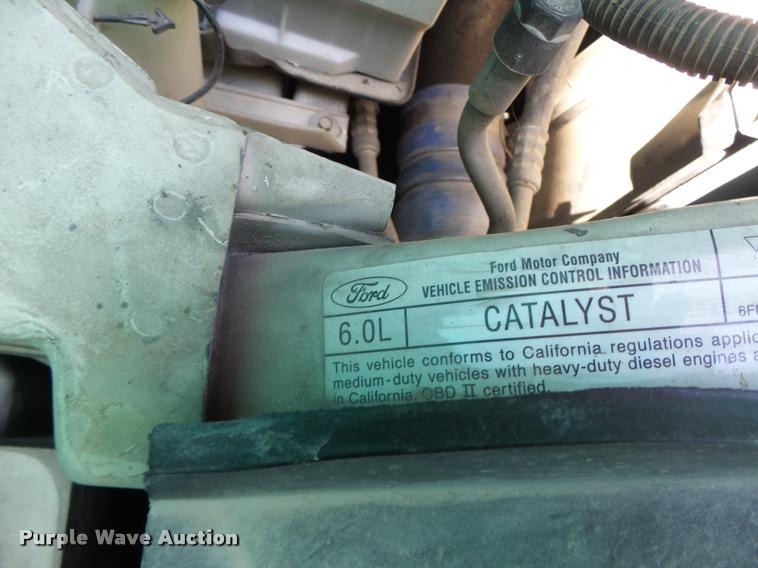 Ford Motor Company
Ford VEHICLE EMISSION CONTROL INFORMATION
6.0L CATALYST
This vehicle conforms to California regulations
medium-duty vehicles with heavy-duty diesel engines
in California. OBD II certified.
Purple Wave Auction